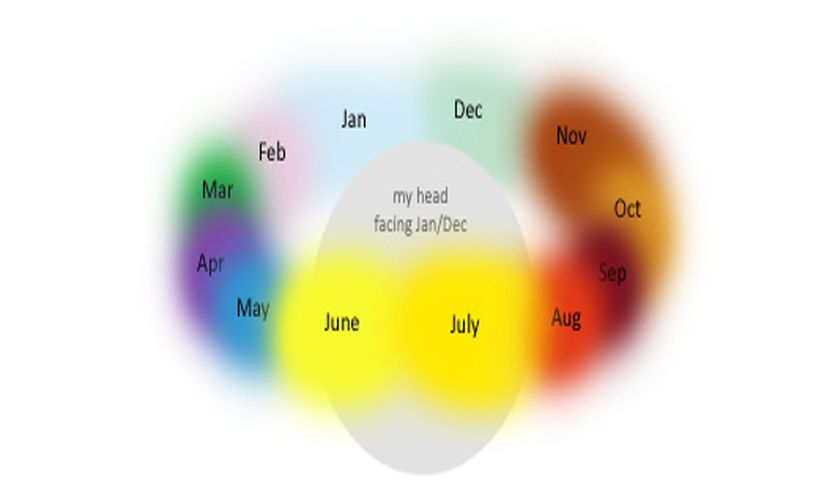 Jan
Dec
Nov
Feb
Mar
my head
facing Jan/Dec
Oct
Apr
Sep
May
June
July
Aug